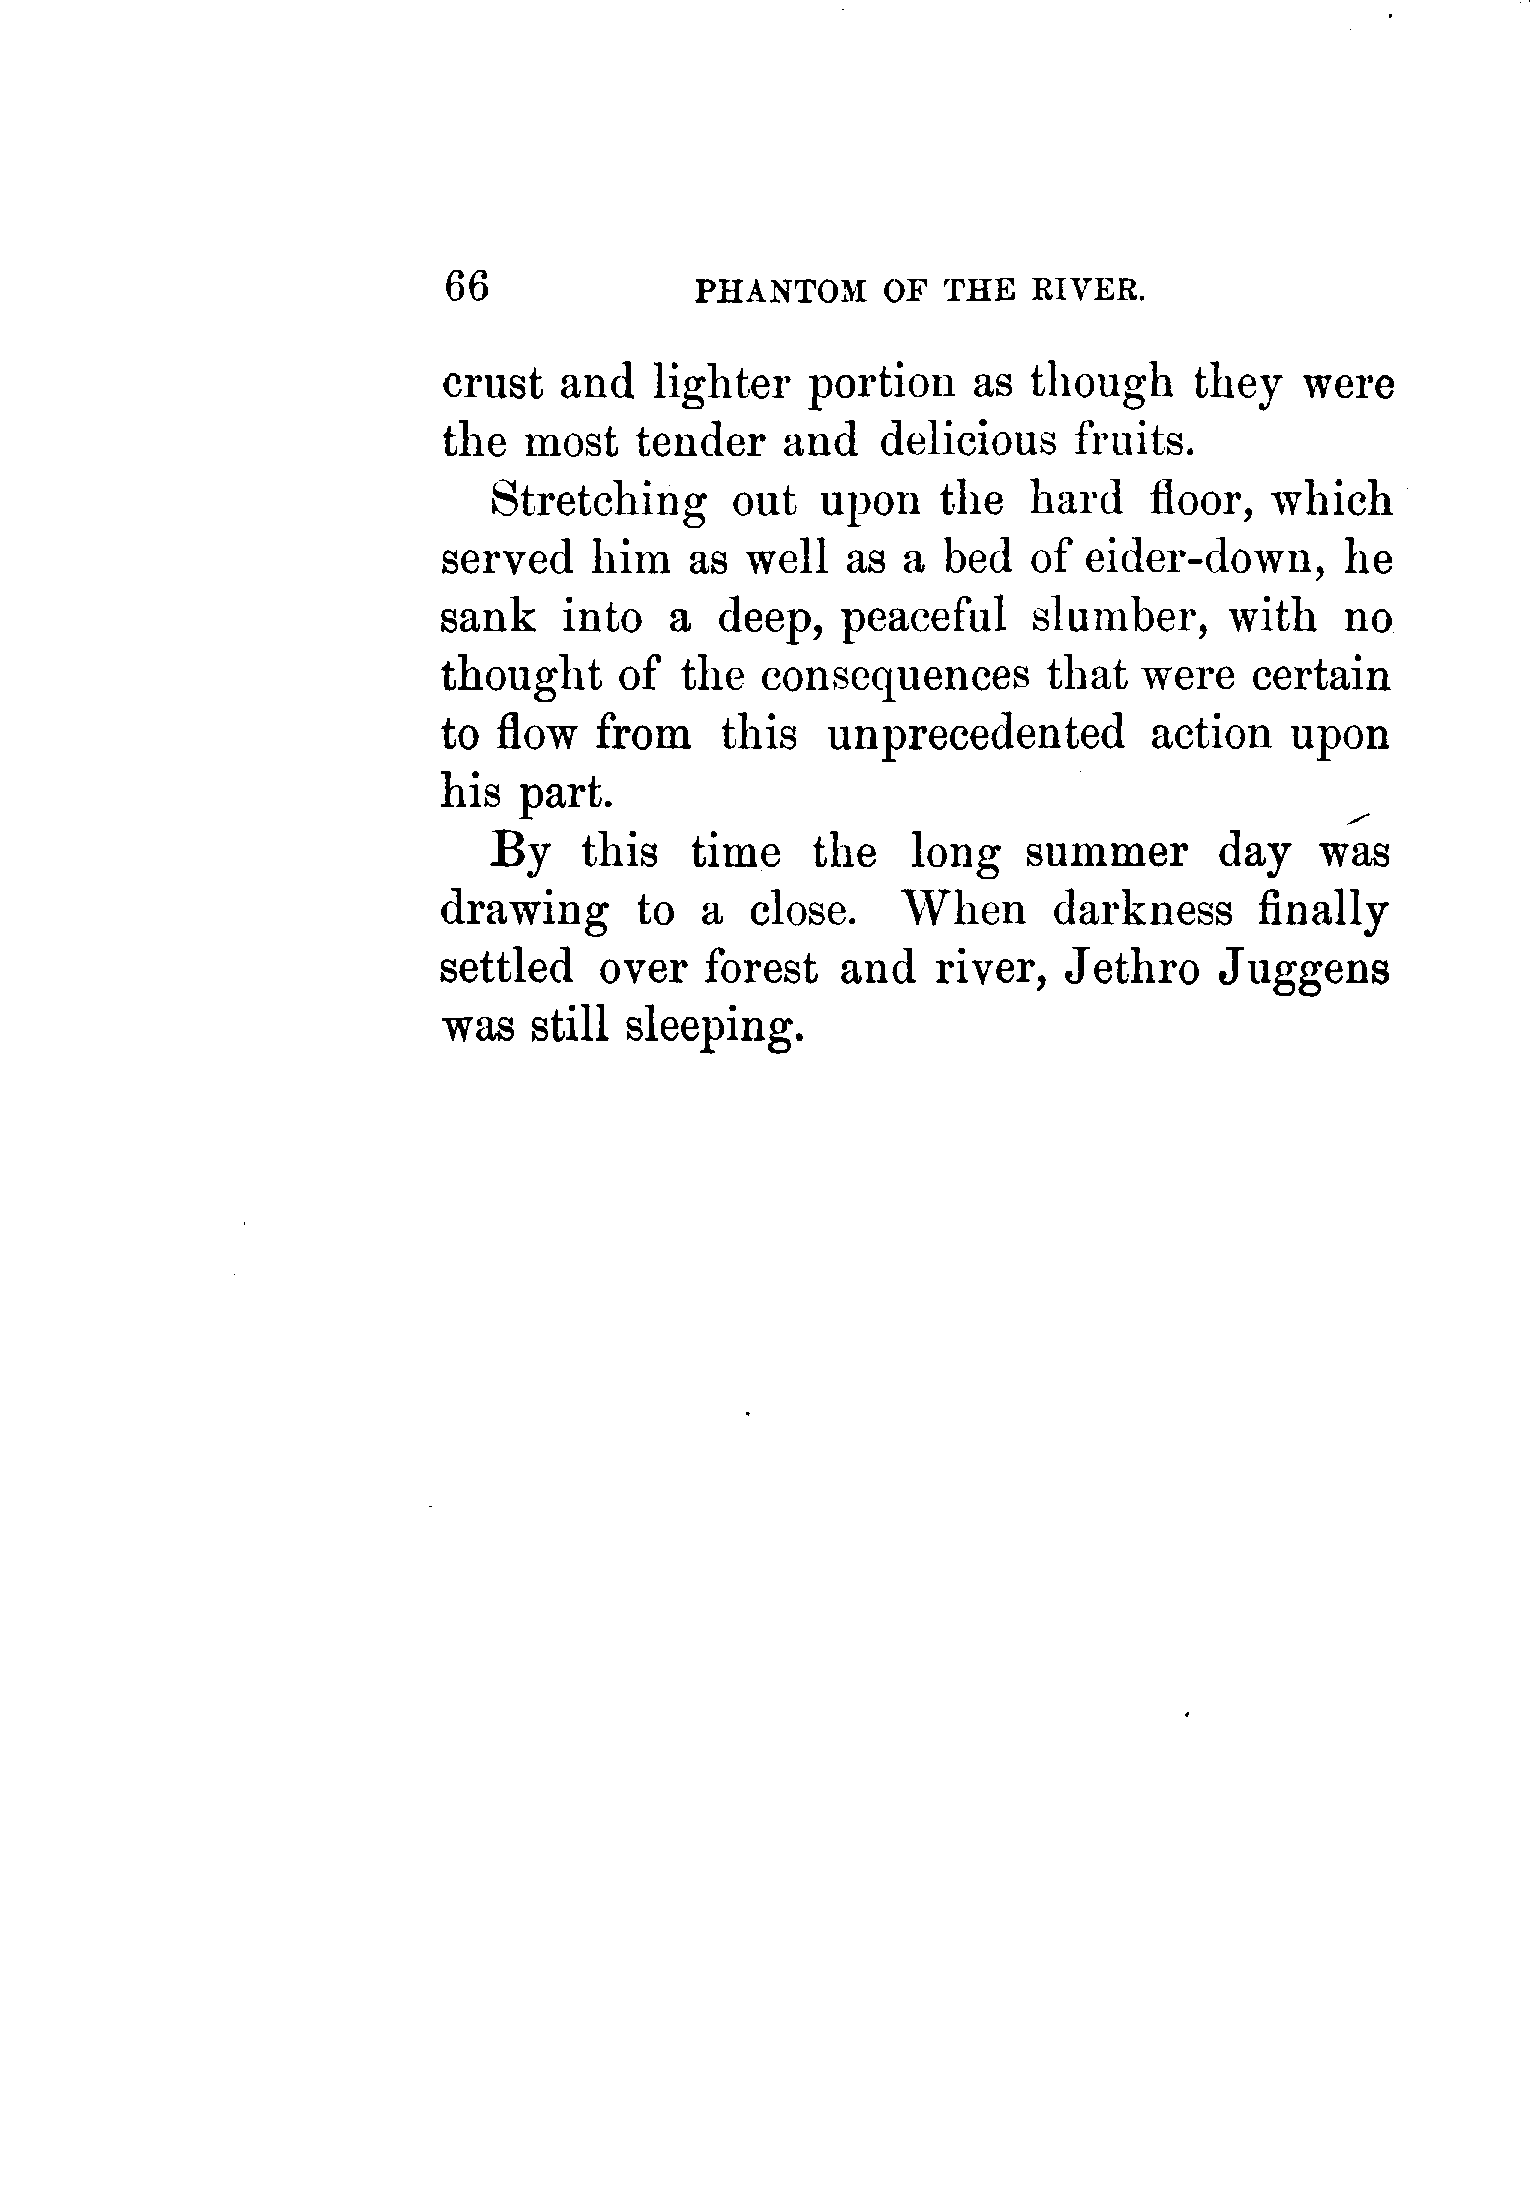 66 PHANTOM OF THE RIVER.
crust and lighter portion as though they were
the most tender and delicious fruits.
Stretching out upon the hard floor, which
served him as well as a bed of eider-down, he
sank into a deep, peaceful slumber, with no
thought of the consequences that were certain
to flow from this unprecedented action upon
his part.
By this time the long summer day was
drawing to a close. When darkness finally
settled over forest and river, Jethro Juggens
was still sleeping.